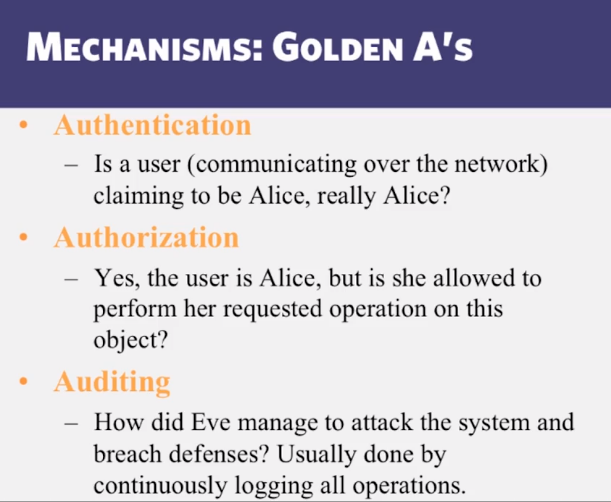 MECHANISMS: GOLDEN A's
• Authentication
– Is a user (communicating over the network)
claiming to be Alice, really Alice?
• Authorization
– Yes, the user is Alice, but is she allowed to
perform her requested operation on this
object?
• Auditing
– How did Eve manage to attack the system and
breach defenses? Usually done by
continuously logging all operations.